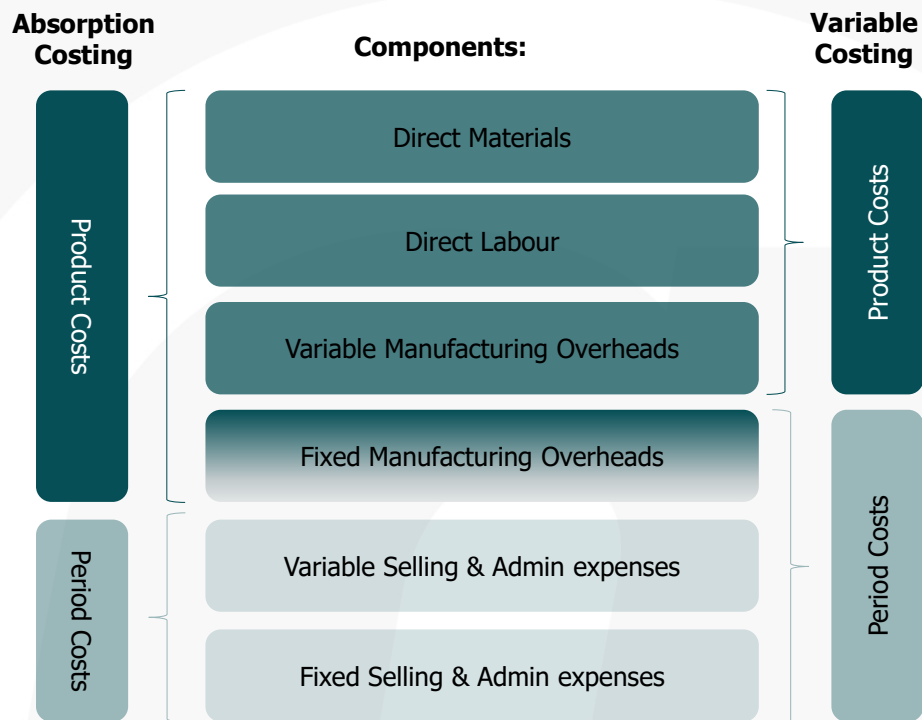 Absorption
Costing
Components:
Variable
Costing
Product Costs
Period Costs
Direct Materials
Direct Labour
Variable Manufacturing Overheads
Fixed Manufacturing Overheads
Variable Selling & Admin expenses
Fixed Selling & Admin expenses
Product Costs
Period Costs